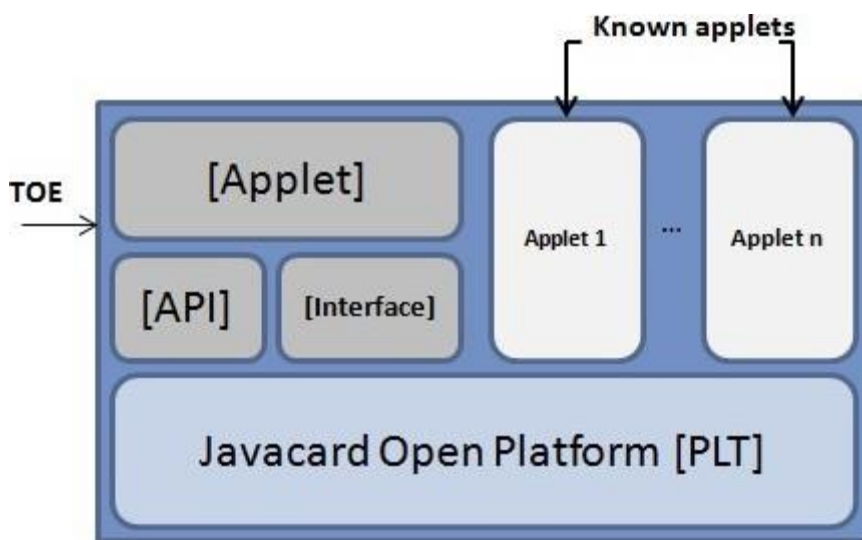 Known applets
TOE
[Applet]
Applet 1
...
Applet n
[API]
[Interface]
Javacard Open Platform [PLT]